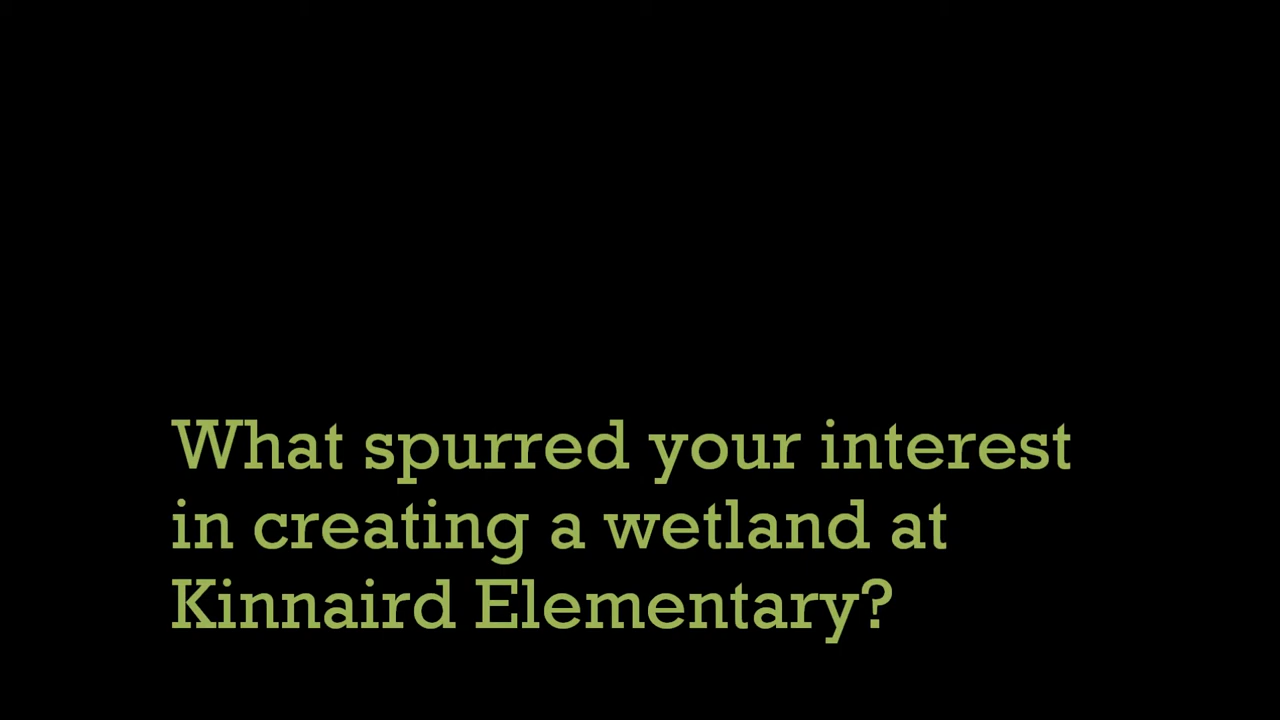 What spurred your interest
in creating a wetland at
Kinnaird Elementary?